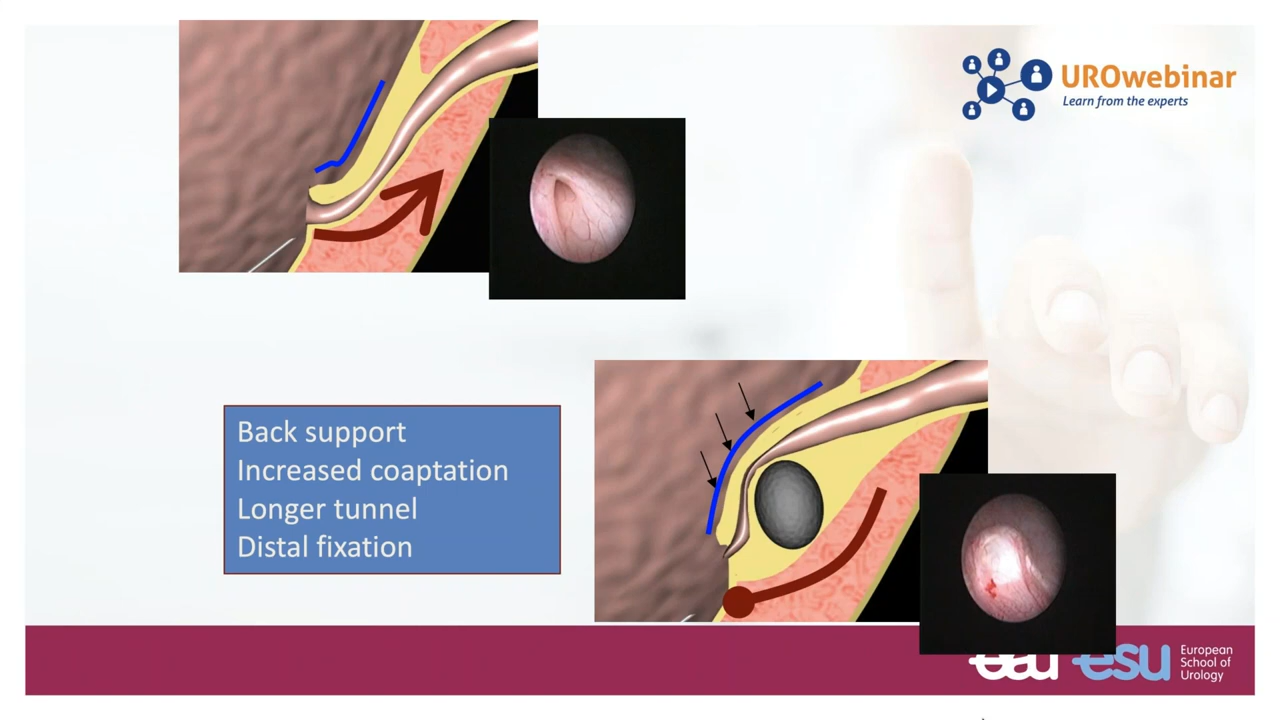 UROwebinar
Learn from the experts
Back support
Increased coaptation
Longer tunnel
Distal fixation
eau esu European
School of
Urology